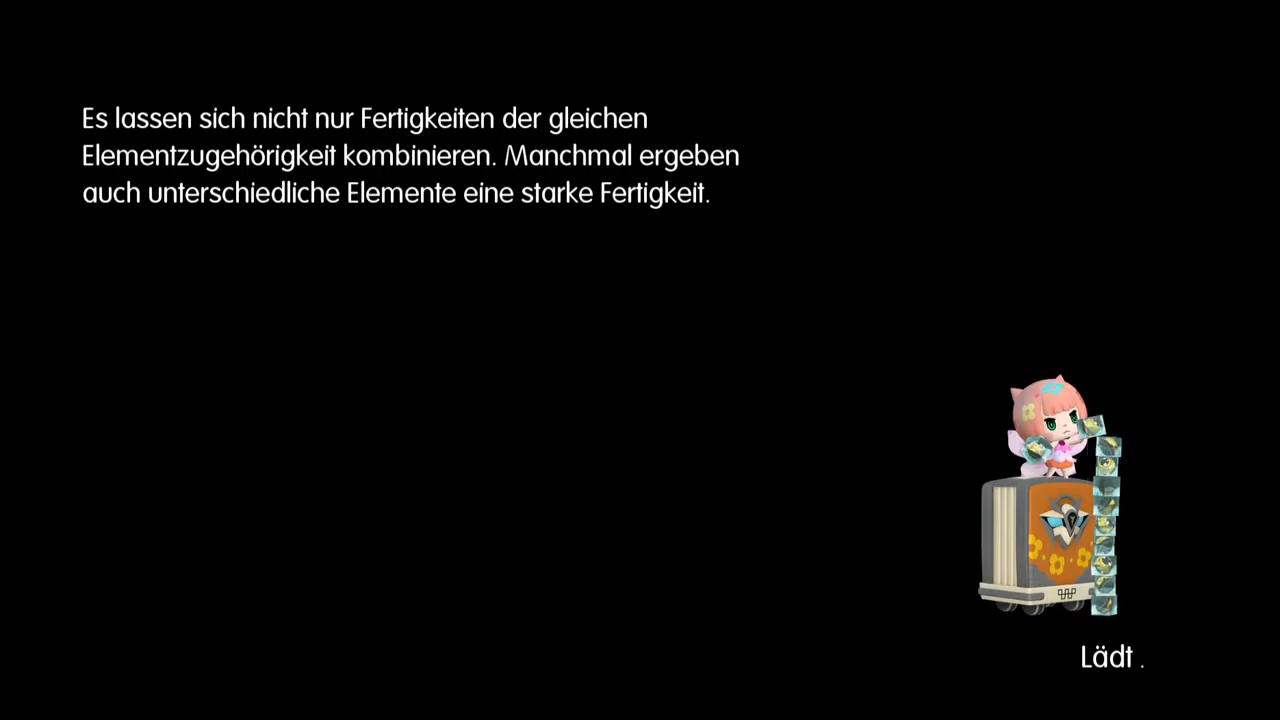 Es lassen sich nicht nur Fertigkeiten der gleichen
Elementzugehörigkeit kombinieren. Manchmal ergeben
auch unterschiedliche Elemente eine starke Fertigkeit.
Lädt .